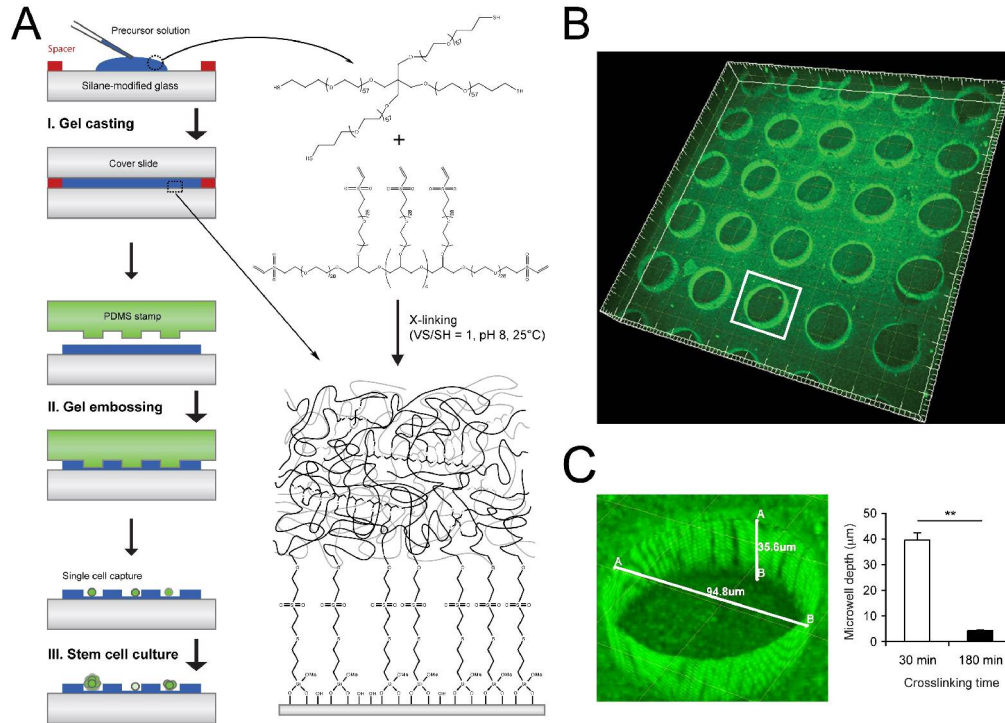 A
Precursor solution
Spacer
Silane-modified glass
I. Gel casting
Cover slide
PDMS stamp
II. Gel embossing
Single cell capture
III. Stem cell culture
+
X-linking
(VS/SH = 1, pH 8, 25°C)
B
C
A
35.6um
B
A
94.8um
B
Microwell depth (µm)
50
40
30
20
10
0
**
30 min
180 min
Crosslinking time